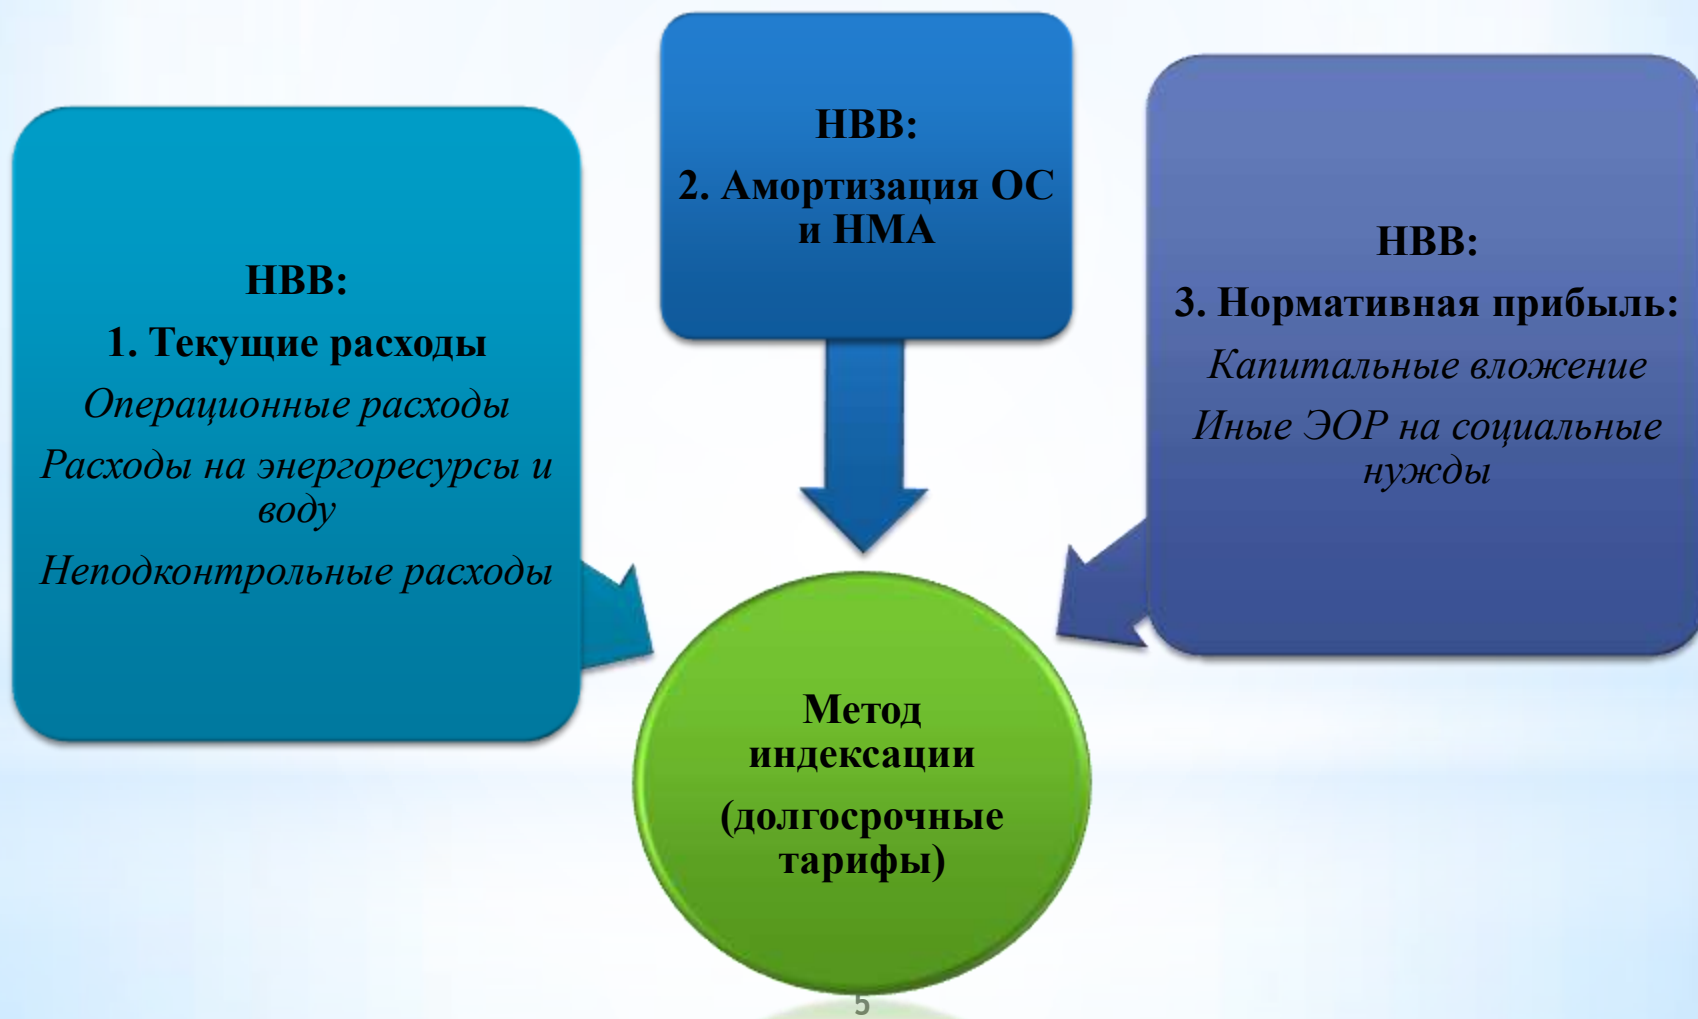 НВВ:
1. Текущие расходы
Операционные расходы
Расходы на энергоресурсы и
воду
Неподконтрольные расходы
НВВ:
2. Амортизация ОС
и НМА
НВВ:
3. Нормативная прибыль:
Капитальные вложение
Иные ЭОР на социальные
нужды
Метод
индексации
(долгосрочные
тарифы)
5